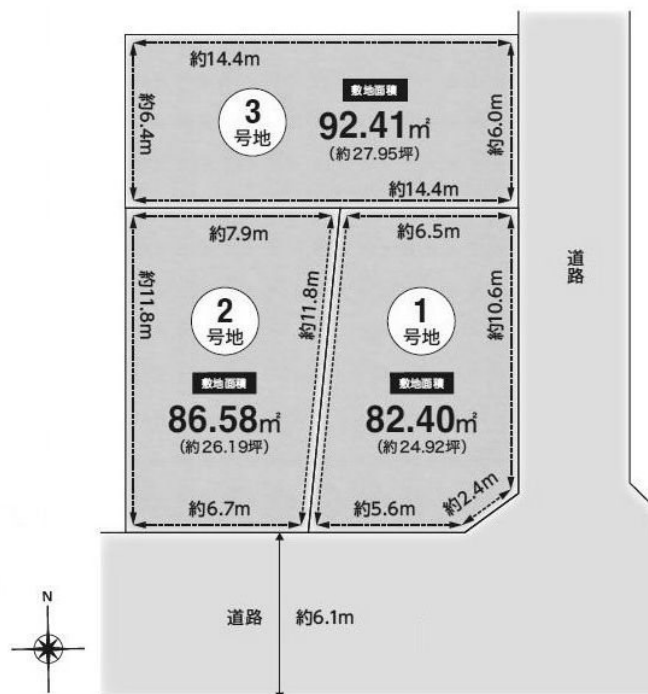 約14.4m
約6.4m
3
号地
敷地面積
92.41㎡
(約27.95坪)
約6.0m
約14.4m
約7.9m
約11.8m
2
号地
敷地面積
86.58㎡
(約26.19坪)
約11.8m
約6.7m
約6.5m
1
号地
約10.6m
敷地面積
82.40㎡
(約24.92坪)
約5.6m
約2.4m
道路
道路
約6.1m
N